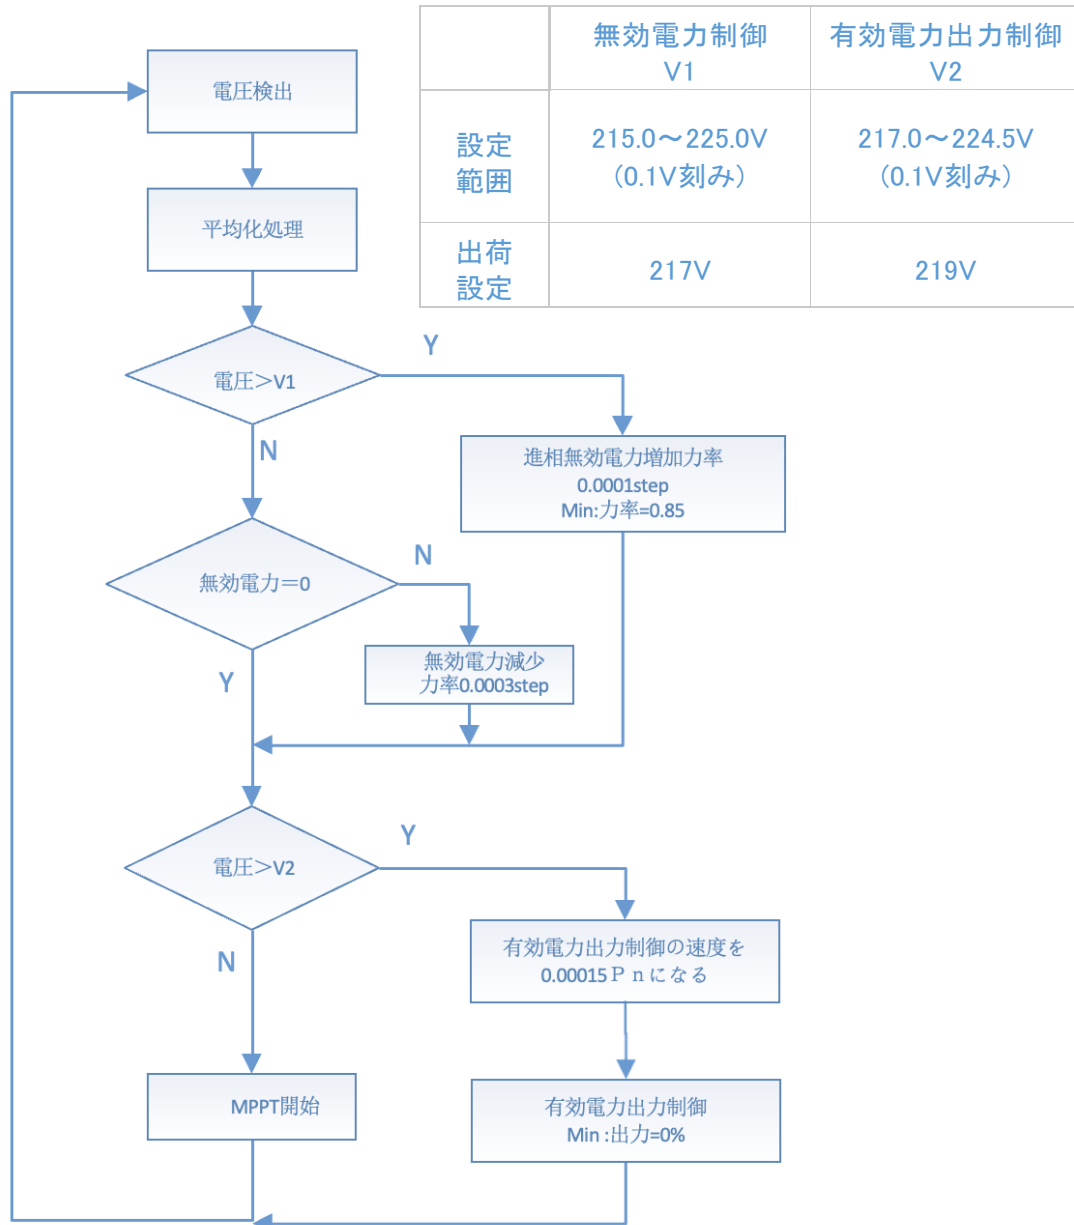 無効電力制御
V1
有効電力出力制御
V2
設定
範囲
215.0～225.0V
（0.1V刻み）
217.0～224.5V
（0.1V刻み）
出荷
設定
217V
219V
電圧検出
平均化処理
電圧＞V1
Y
N
進相無効電力増加力率
0.0001step
Min:力率=0.85
無効電力＝0
N
Y
無効電力減少
力率0.0003step
電圧＞V2
Y
N
有効電力出力制御の速度を
0.00015Ｐｎになる
MPPT開始
有効電力出力制御
Min :出力=0%